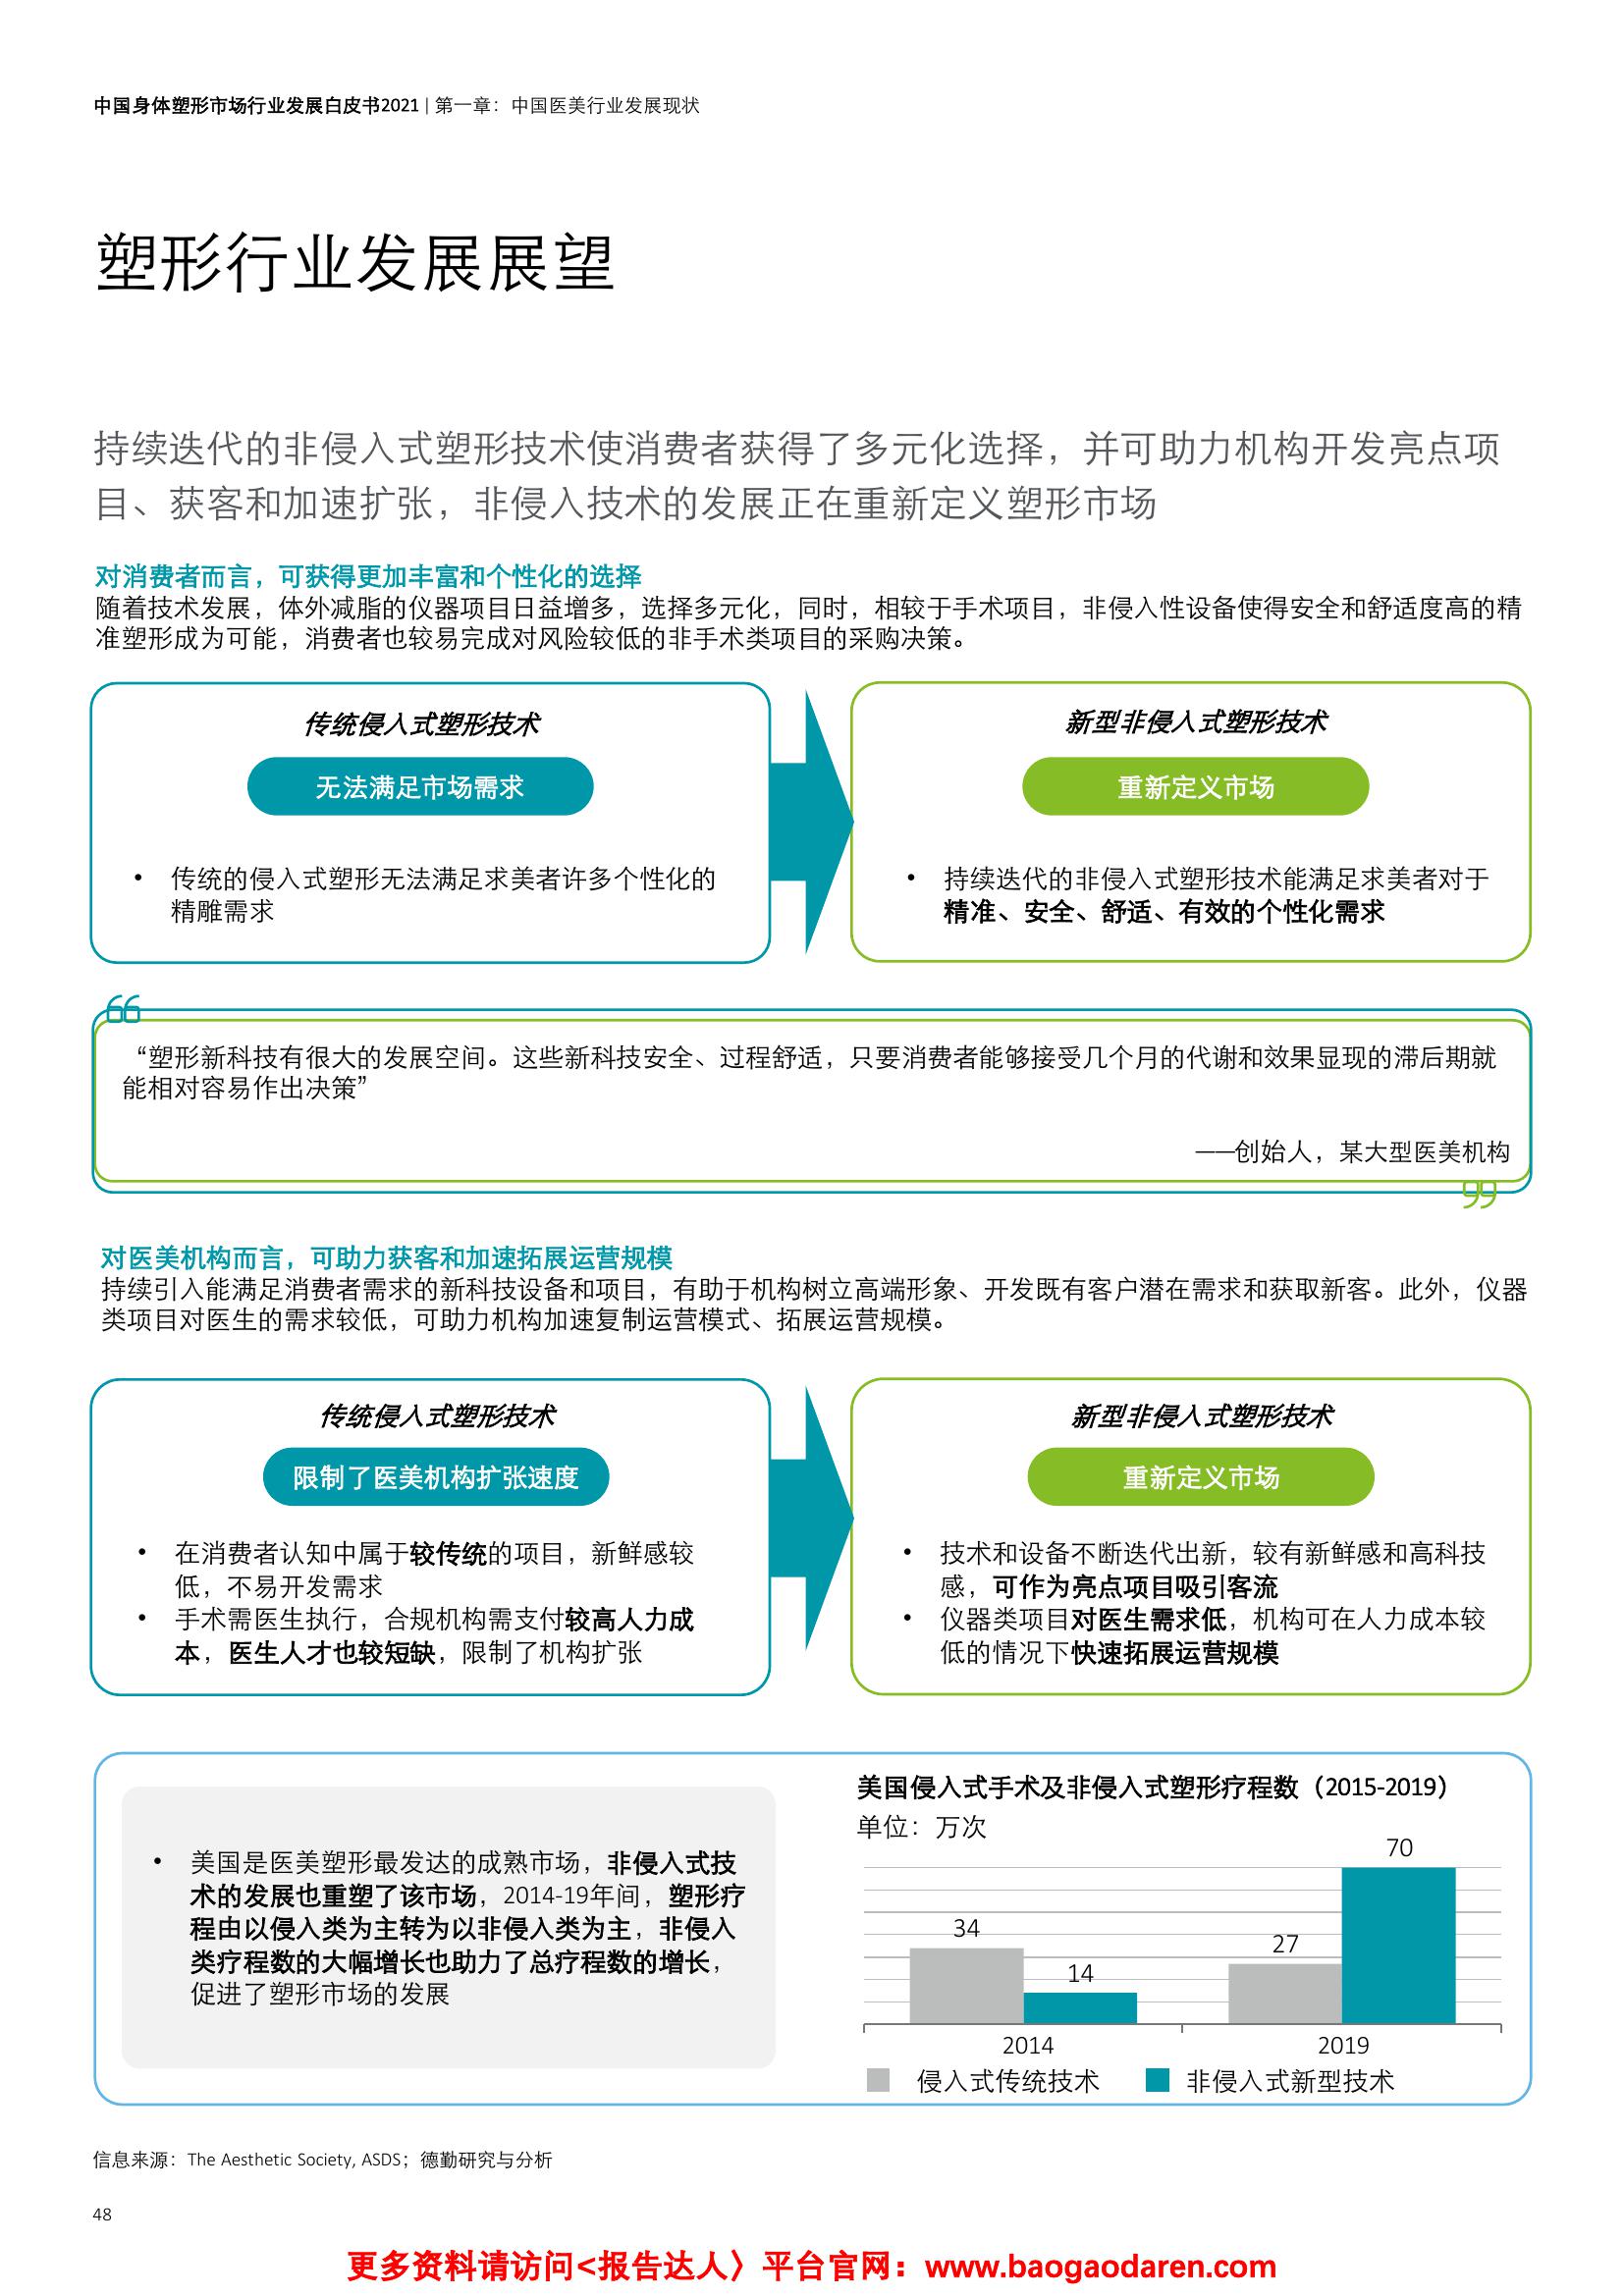 中国身体塑形市场行业发展白皮书2021 | 第一章：中国医美行业发展现状
塑形行业发展展望
持续迭代的非侵入式塑形技术使消费者获得了多元化选择，并可助力机构开发亮点项
目、获客和加速扩张，非侵入技术的发展正在重新定义塑形市场
对消费者而言，可获得更加丰富和个性化的选择
随着技术发展，体外减脂的仪器项目日益增多，选择多元化，同时，相较于手术项目，非侵入性设备使得安全和舒适度高的精
准塑形成为可能，消费者也较易完成对风险较低的非手术类项目的采购决策。
传统侵入式塑形技术
无法满足市场需求
• 传统的侵入式塑形无法满足求美者许多个性化的
精雕需求
新型非侵入式塑形技术
重新定义市场
• 持续迭代的非侵入式塑形技术能满足求美者对于
精准、安全、舒适、有效的个性化需求
“塑形新科技有很大的发展空间。这些新科技安全、过程舒适，只要消费者能够接受几个月的代谢和效果显现的滞后期就
能相对容易作出决策”
——创始人，某大型医美机构
对医美机构而言，可助力获客和加速拓展运营规模
持续引入能满足消费者需求的新科技设备和项目，有助于机构树立高端形象、开发既有客户潜在需求和获取新客。此外，仪器
类项目对医生的需求较低，可助力机构加速复制运营模式、拓展运营规模。
传统侵入式塑形技术
限制了医美机构扩张速度
• 在消费者认知中属于较传统的项目，新鲜感较
低，不易开发需求
• 手术需医生执行，合规机构需支付较高人力成
本，医生人才也较短缺，限制了机构扩张
新型非侵入式塑形技术
重新定义市场
• 技术和设备不断迭代出新，较有新鲜感和高科技
感，可作为亮点项目吸引客流
• 仪器类项目对医生需求低，机构可在人力成本较
低的情况下快速拓展运营规模
• 美国是医美塑形最发达的成熟市场，非侵入式技
术的发展也重塑了该市场，2014-19年间，塑形疗
程由以侵入类为主转为以非侵入类为主，非侵入
类疗程数的大幅增长也助力了总疗程数的增长，
促进了塑形市场的发展
美国侵入式手术及非侵入式塑形疗程数（2015-2019）
单位：万次
70
34
27
14
2014 2019
侵入式传统技术 非侵入式新型技术
信息来源：The Aesthetic Society, ASDS；德勤研究与分析
48
更多资料请访问<报告达人〉平台官网：www.baogaodaren.com